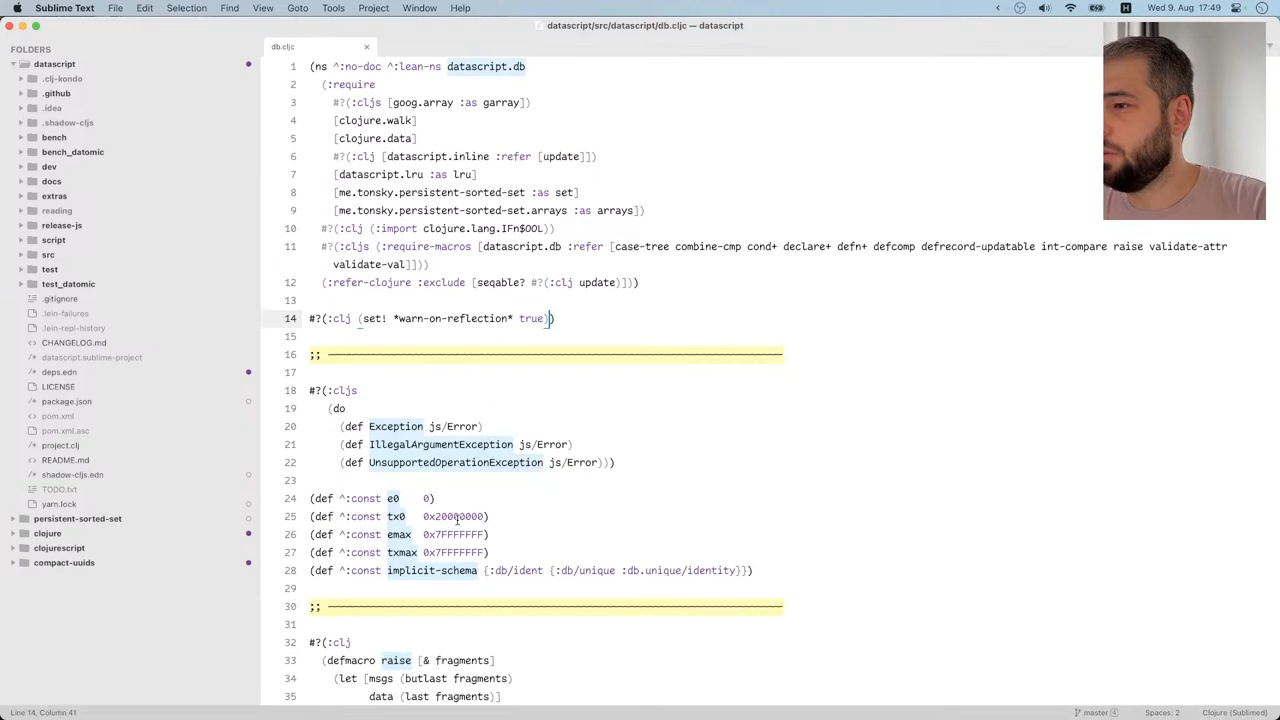 Sublime Text File Edit Selection Find View Goto Tools Project Window Help
Wed 9. Aug 17:49
datascript/src/datascript/db.cljc — datascript
FOLDERS
datascript
.clj-kondo
.github
.idea
.shadow-cljs
bench
bench_datomic
dev
docs
extras
reading
release-js
script
src
test
test_datomic
.gitignore
.lein-failures
.lein-repl-history
CHANGELOG.md
datascript.sublime-project
deps.edn
LICENSE
package.json
pom.xml
pom.xml.asc
project.clj
README.md
shadow-cljs.edn
TODO.txt
yarn.lock
persistent-sorted-set
clojure
clojurescript
compact-uuids
db.cljc
1 (ns ^:no-doc ^:lean-ns datascript.db
2 (:require
3 #?(:cljs [goog.array :as garray])
4 [clojure.walk]
5 [clojure.data]
6 #?(:clj [datascript.inline :refer [update]])
7 [datascript.lru :as lru]
8 [me.tonsky.persistent-sorted-set :as set]
9 [me.tonsky.persistent-sorted-set.arrays :as arrays])
10 #?(:clj (:import clojure.lang.IFn$OOL))
11 #?(:cljs (:require-macros [datascript.db :refer [case-tree combine-cmp cond+ declare+ defn+ defcomp defrecord-updatable int-compare raise validate-attr
validate-val]]))
12 (:refer-clojure :exclude [seqable? #?(:clj update)]))
13
14 #?(:clj (set! *warn-on-reflection* true))
15
16 ;; ——————————————————————————————————————
17
18 #?(:cljs
19 (do
20 (def Exception js/Error)
21 (def IllegalArgumentException js/Error)
22 (def UnsupportedOperationException js/Error)))
23
24 (def ^:const e0 0)
25 (def ^:const tx0 0x20000000)
26 (def ^:const emax 0x7FFFFFFF)
27 (def ^:const txmax 0x7FFFFFFF)
28 (def ^:const implicit-schema {:db/ident {:db/unique :db.unique/identity}})
29
30 ;; ——————————————————————————————————————
31
32 #?(:clj
33 (defmacro raise [& fragments]
34 (let [msgs (butlast fragments)
35 data (last fragments)]
Line 14, Column 41
master 4
Spaces: 2
Clojure (Sublimed)